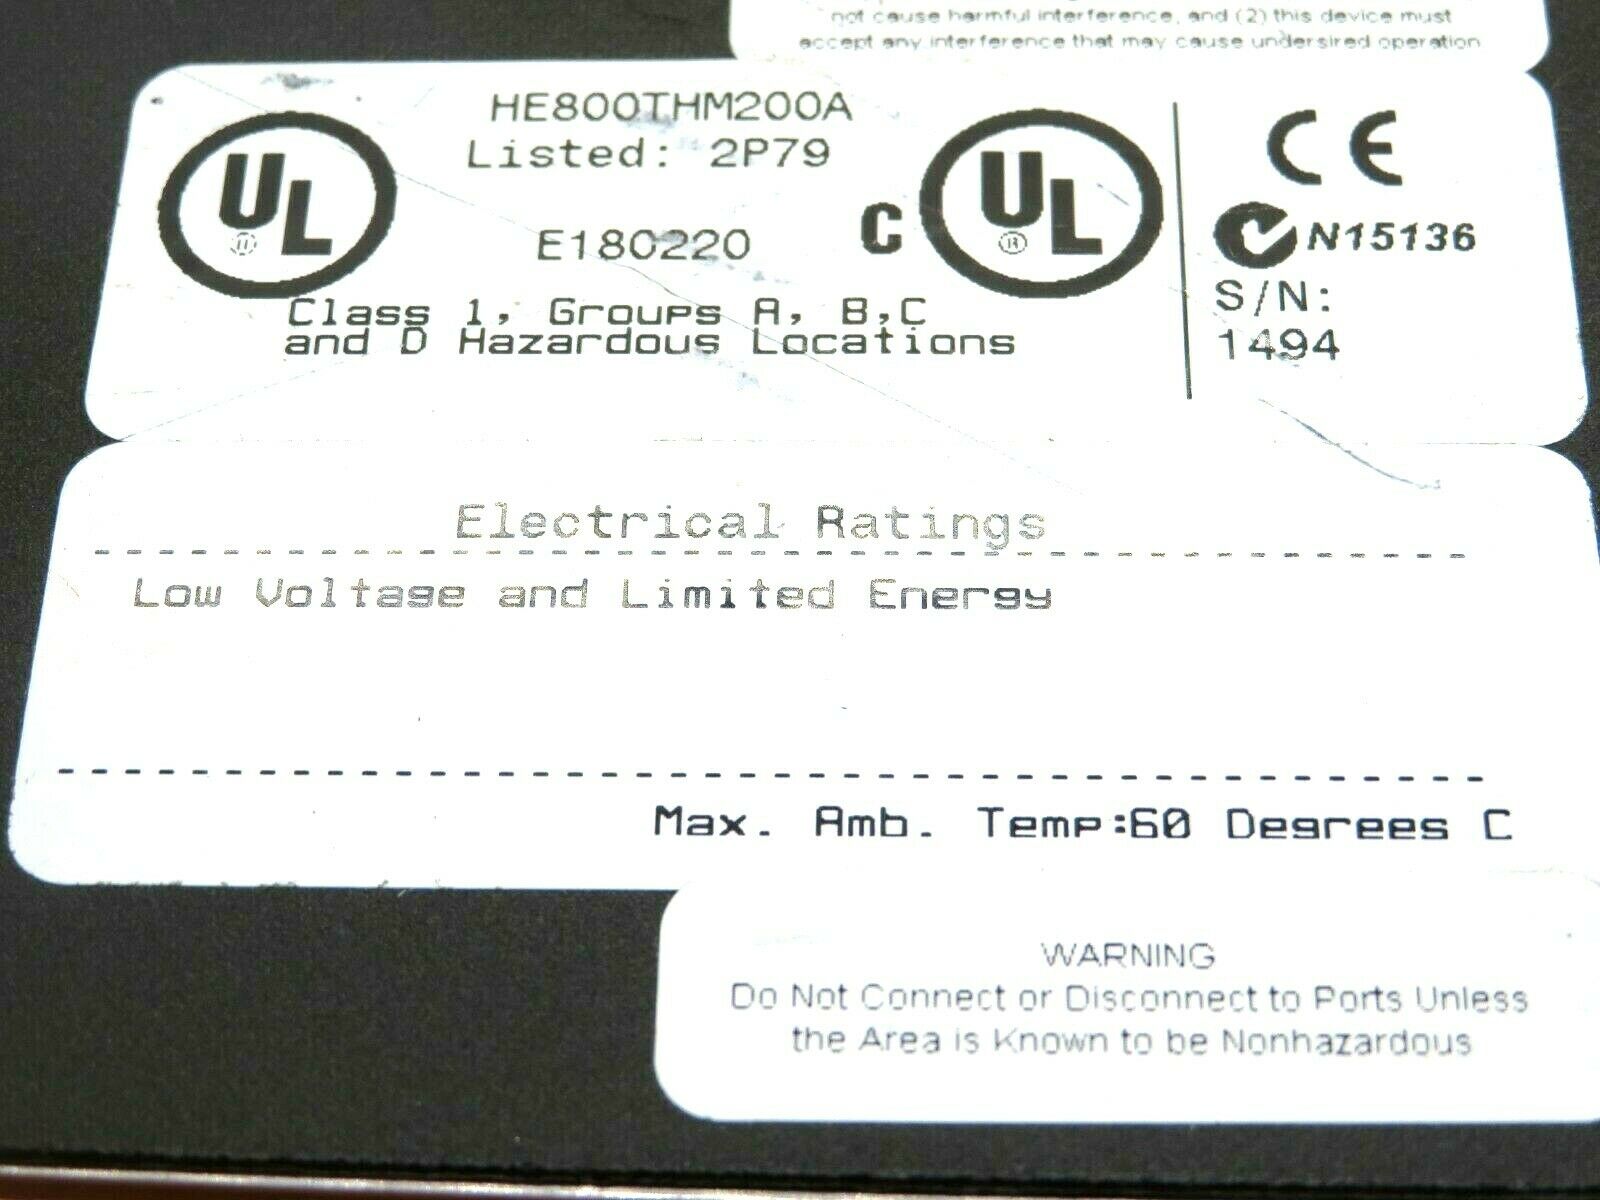 not cause harmful interference, and (2) this device must
accept any interference that may cause undersired operation
HE800THM200A
Listed: 2P79
UL
®
E180220
C UL
®
Class 1, Groups A, B,C
and D Hazardous Locations
CE
N15136
S/N:
1494
Electrical Ratings
Low Voltage and Limited Energy
Max. Amb. Temp:60 Degrees C
WARNING
Do Not Connect or Disconnect to Ports Unless
the Area is Known to be Nonhazardous